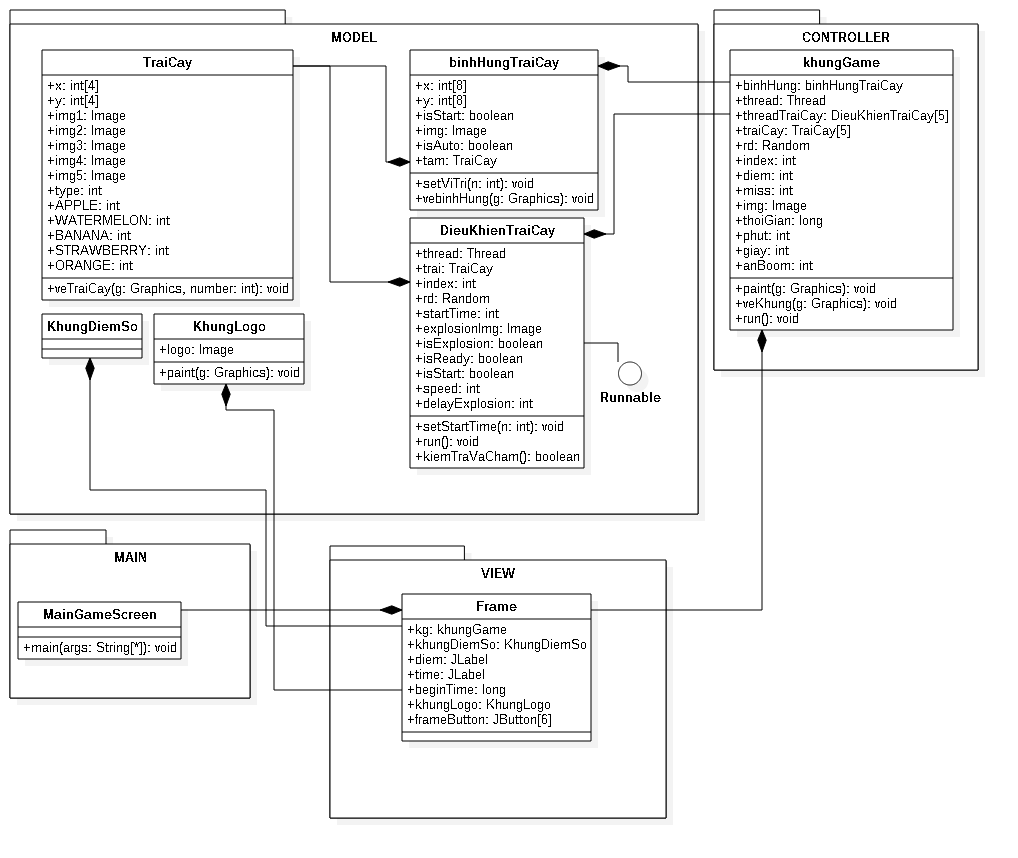 MODEL
TraiCay
+x: int[4]
+y: int[4]
+img1: Image
+img2: Image
+img3: Image
+img4: Image
+img5: Image
+type: int
+APPLE: int
+WATERMELON: int
+BANANA: int
+STRAWBERRY: int
+ORANGE: int
+veTraiCay(g: Graphics, number: int): void
binhHungTraiCay
+x: int[8]
+y: int[8]
+isStart: boolean
+img: Image
+isAuto: boolean
+tam: TraiCay
+setViTri(n: int): void
+vebinhHung(g: Graphics): void
DieuKhienTraiCay
+thread: Thread
+trai: TraiCay
+index: int
+rd: Random
+startTime: int
+explosionImg: Image
+isExplosion: boolean
+isReady: boolean
+isStart: boolean
+speed: int
+delayExplosion: int
+setStartTime(n: int): void
+run(): void
+kiemTraVaCham(): boolean
Runnable
KhungDiemSo
KhungLogo
+logo: Image
+paint(g: Graphics): void
CONTROLLER
khungGame
+binhHung: binhHungTraiCay
+thread: Thread
+threadTraiCay: DieuKhienTraiCay[5]
+traiCay: TraiCay[5]
+rd: Random
+index: int
+diem: int
+miss: int
+img: Image
+thoiGian: long
+phut: int
+giay: int
+anBoom: int
+paint(g: Graphics): void
+veKhung(g: Graphics): void
+run(): void
MAIN
MainGameScreen
+main(args: String[*]): void
VIEW
Frame
+kg: khungGame
+khungDiemSo: KhungDiemSo
+diem: JLabel
+time: JLabel
+beginTime: long
+khungLogo: KhungLogo
+frameButton: JButton[6]